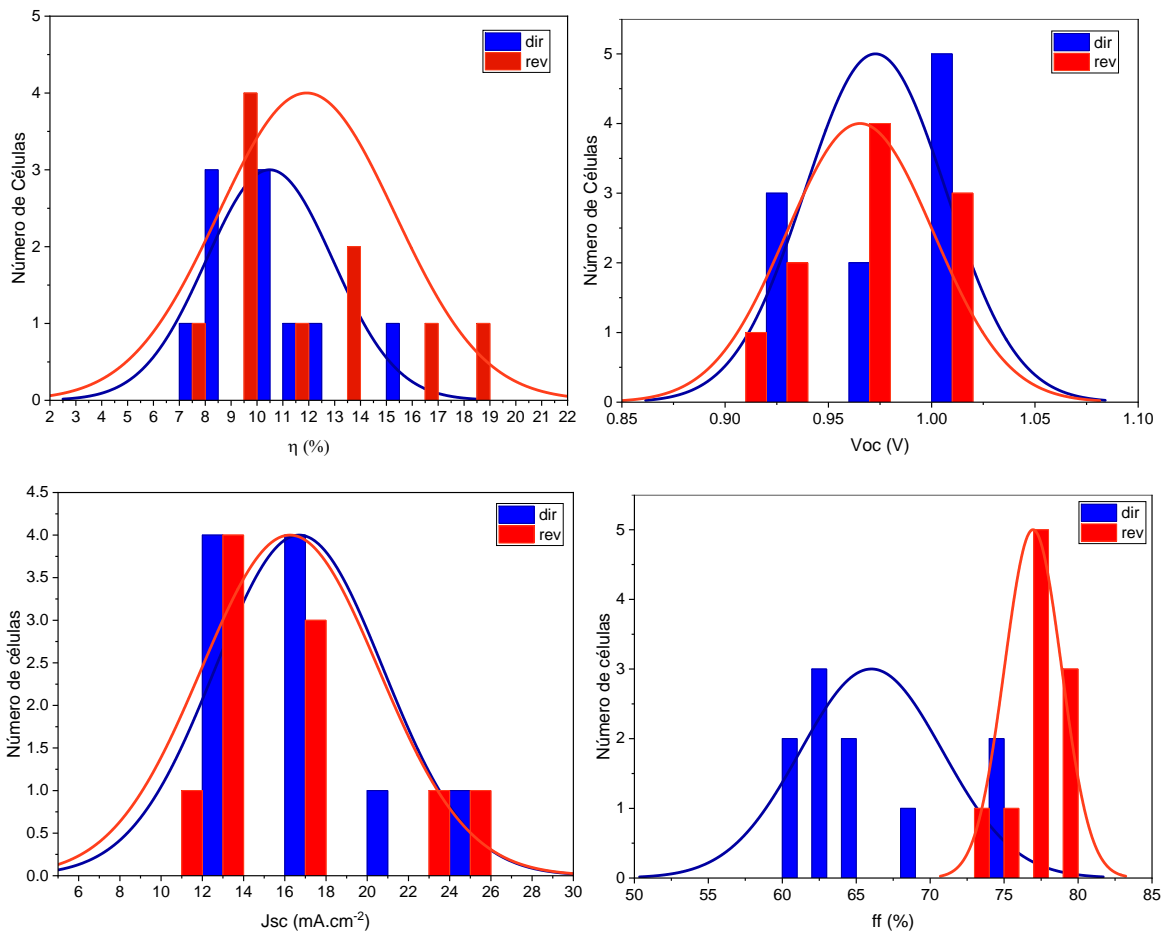 5
4
3
2
1
0
Número de Células
dir
rev
2 3 4 5 6 7 8 9 10 11 12 13 14 15 16 17 18 19 20 21 22
η (%)
5
4
3
2
1
0
Número de Células
dir
rev
0.85 0.90 0.95 1.00 1.05 1.10
Voc (V)
4.5
4.0
3.5
3.0
2.5
2.0
1.5
1.0
0.5
0.0
Número de células
dir
rev
6 8 10 12 14 16 18 20 22 24 26 28 30
Jsc (mA.cm⁻²)
5
4
3
2
1
0
Número de células
dir
rev
50 55 60 65 70 75 80 85
ff (%)